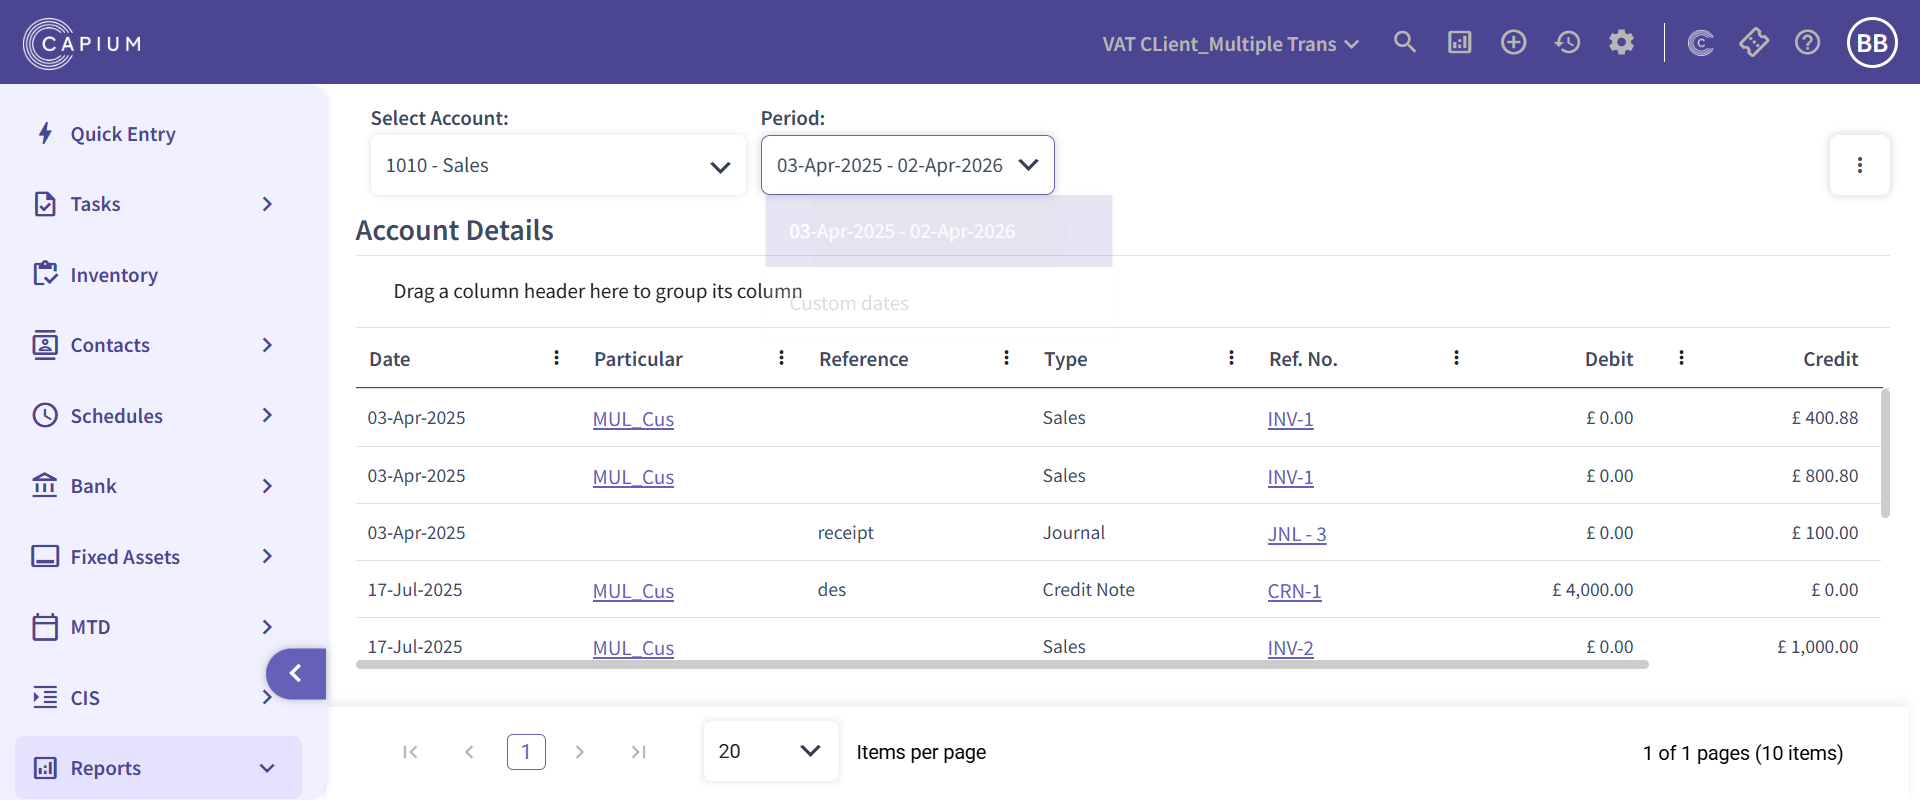 CAPIUM
VAT CLient_Multiple Trans
C
BB
Quick Entry
Tasks
Inventory
Contacts
Schedules
Bank
Fixed Assets
MTD
CIS
Reports
Select Account:
Period:
1010 - Sales
03-Apr-2025 - 02-Apr-2026
03-Apr-2025 - 02-Apr-2026
Custom dates
Account Details
Drag a column header here to group its column
Date Particular Reference Type Ref. No. Debit Credit
03-Apr-2025 MUL_Cus Sales INV-1 £ 0.00 £ 400.88
03-Apr-2025 MUL_Cus Sales INV-1 £ 0.00 £ 800.80
03-Apr-2025 receipt Journal JNL - 3 £ 0.00 £ 100.00
17-Jul-2025 MUL_Cus des Credit Note CRN-1 £ 4,000.00 £ 0.00
17-Jul-2025 MUL_Cus Sales INV-2 £ 0.00 £ 1,000.00
1
20
Items per page
1 of 1 pages (10 items)